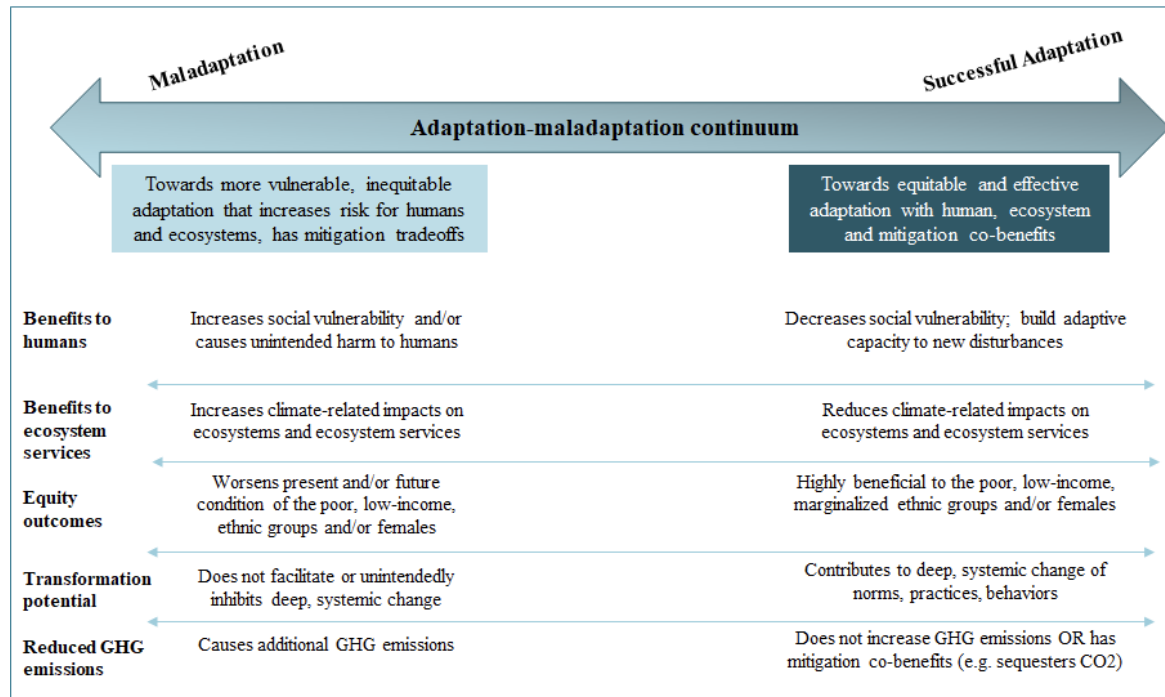 Maladaptation
Successful Adaptation
Adaptation-maladaptation continuum
Towards more vulnerable, inequitable
adaptation that increases risk for humans
and ecosystems, has mitigation tradeoffs
Towards equitable and effective
adaptation with human, ecosystem
and mitigation co-benefits
Benefits to
humans
Increases social vulnerability and/or
causes unintended harm to humans
Decreases social vulnerability; build adaptive
capacity to new disturbances
Benefits to
ecosystem
services
Increases climate-related impacts on
ecosystems and ecosystem services
Reduces climate-related impacts on
ecosystems and ecosystem services
Equity
outcomes
Worsens present and/or future
condition of the poor, low-income,
ethnic groups and/or females
Highly beneficial to the poor, low-income,
marginalized ethnic groups and/or females
Transformation
potential
Does not facilitate or unintendedly
inhibits deep, systemic change
Contributes to deep, systemic change of
norms, practices, behaviors
Reduced GHG
emissions
Causes additional GHG emissions
Does not increase GHG emissions OR has
mitigation co-benefits (e.g. sequesters CO2)